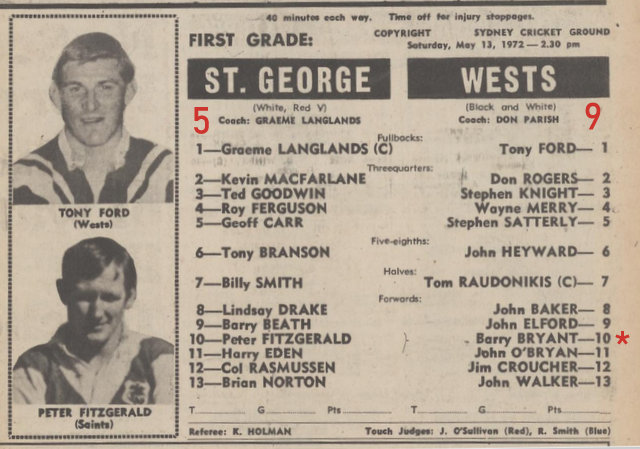 40 minutes each way. Time off for injury stoppages.
FIRST GRADE:
COPYRIGHT SYDNEY CRICKET GROUND
Saturday, May 13, 1972 — 2.30 pm
ST. GEORGE WESTS
(White, Red V) (Black and White)
5 Coach: GRAEME LANGLANDS Coach: DON PARISH 9
Fullbacks:
1—Graeme LANGLANDS (C) Tony FORD— 1
Threequarters:
2—Kevin MACFARLANE Don ROGERS— 2
3—Ted GOODWIN Stephen KNIGHT— 3
4—Roy FERGUSON Wayne MERRY— 4
5—Geoff CARR Stephen SATTERLY— 5
Five-eighths:
6—Tony BRANSON John HEYWARD— 6
Halves:
7—Billy SMITH Tom RAUDONIKIS (C)— 7
Forwards:
8—Lindsay DRAKE John BAKER— 8
9—Barry BEATH John ELFORD— 9
10—Peter FITZGERALD Barry BRYANT—10 *
11—Harry EDEN John O'BRYAN—11
12—Col RASMUSSEN Jim CROUCHER—12
13—Brian NORTON John WALKER—13
T............ G............ Pts............ T............ G............ Pts............
Referee: K. HOLMAN Touch Judges: J. O'Sullivan (Red), R. Smith (Blue)
TONY FORD
(Wests)
PETER FITZGERALD
(Saints)